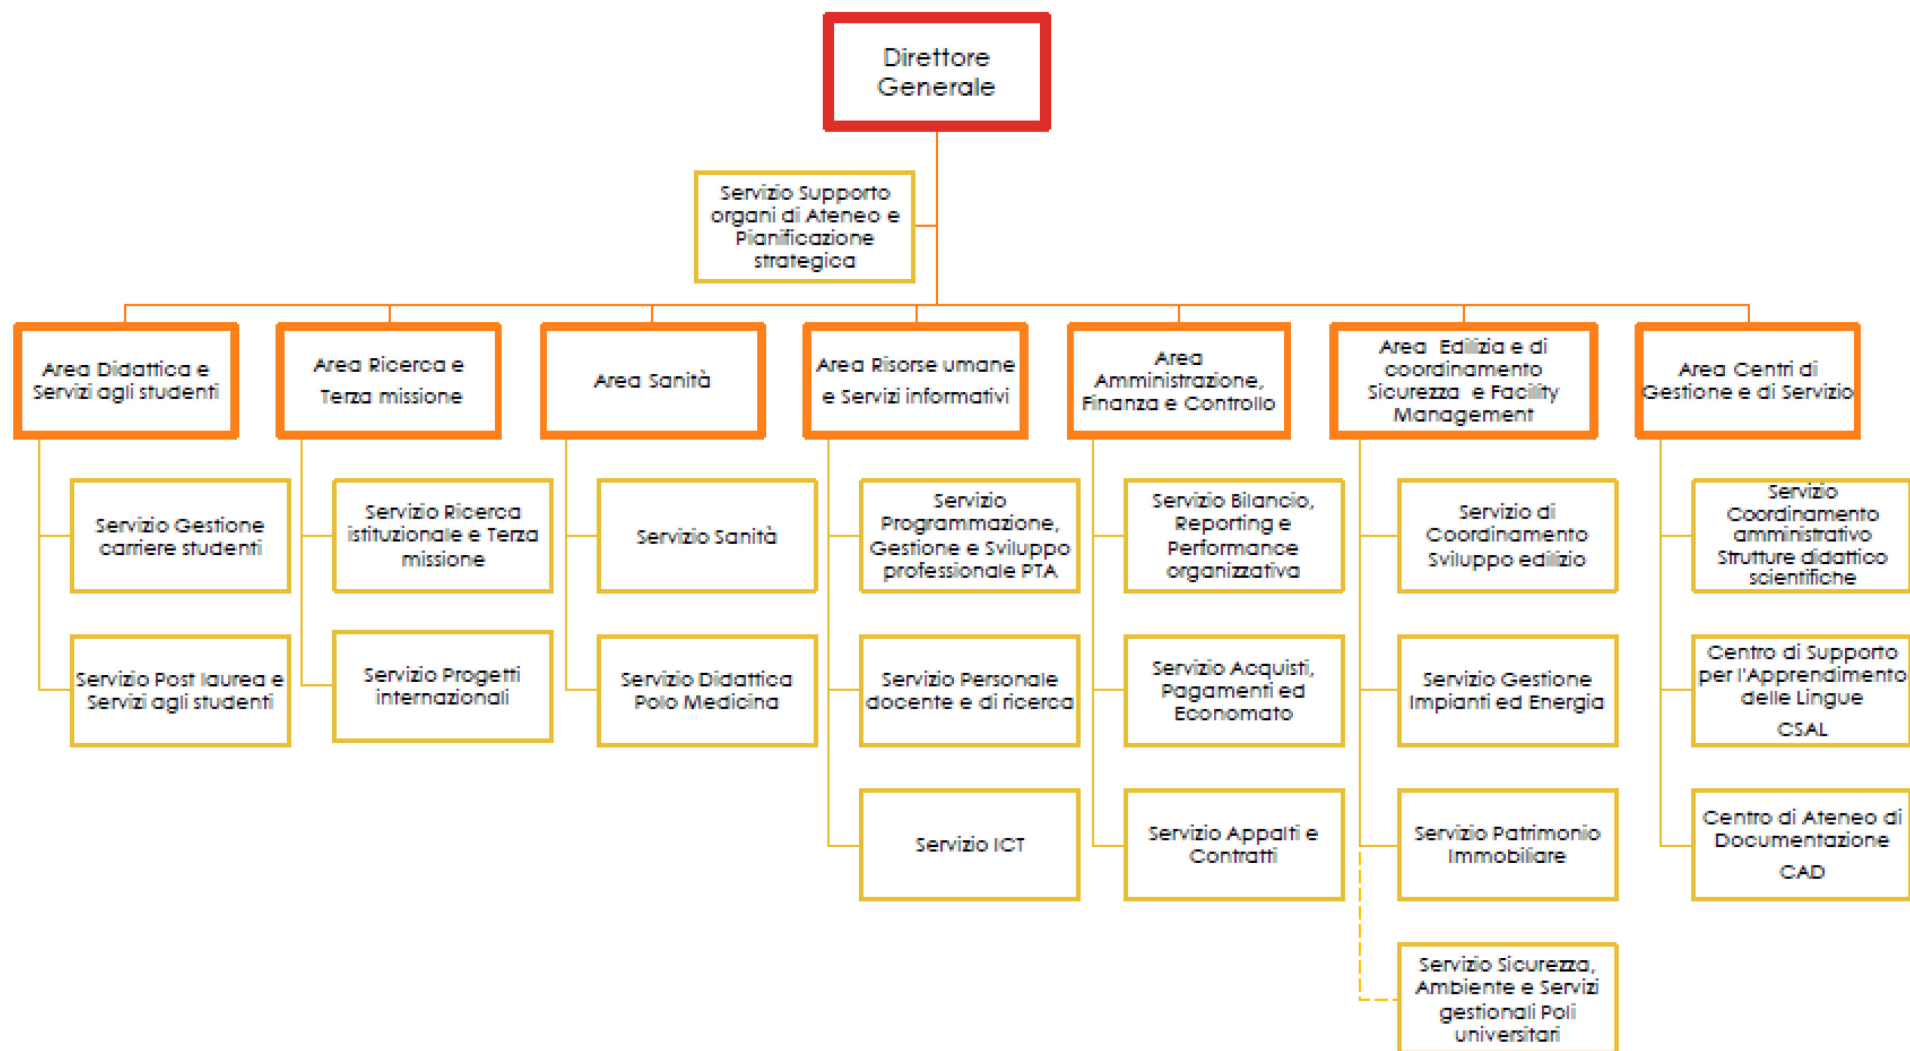 Direttore
Generale
Servizio Supporto
organi di Ateneo e
Pianificazione
strategica
Area Didattica e
Servizi agli studenti
Area Ricerca e
Terza missione
Area Sanità
Area Risorse umane
e Servizi informativi
Area
Amministrazione,
Finanza e Controllo
Area Edilizia e di
coordinamento
Sicurezza e Facility
Management
Area Centri di
Gestione e di Servizio
Servizio Gestione
carriere studenti
Servizio Ricerca
istituzionale e Terza
missione
Servizio Sanità
Servizio
Programmazione,
Gestione e Sviluppo
professionale PTA
Servizio Bilancio,
Reporting e
Performance
organizzativa
Servizio di
Coordinamento
Sviluppo edilizio
Servizio
Coordinamento
amministrativo
Strutture didattico
scientifiche
Servizio Post laurea e
Servizi agli studenti
Servizio Progetti
internazionali
Servizio Didattica
Polo Medicina
Servizio Personale
docente e di ricerca
Servizio Acquisti,
Pagamenti ed
Economato
Servizio Gestione
Impianti ed Energia
Centro di Supporto
per l'Apprendimento
delle Lingue
CSAL
Servizio ICT
Servizio Appalti e
Contratti
Servizio Patrimonio
Immobiliare
Centro di Ateneo di
Documentazione
CAD
Servizio Sicurezza,
Ambiente e Servizi
gestionali Poli
universitari